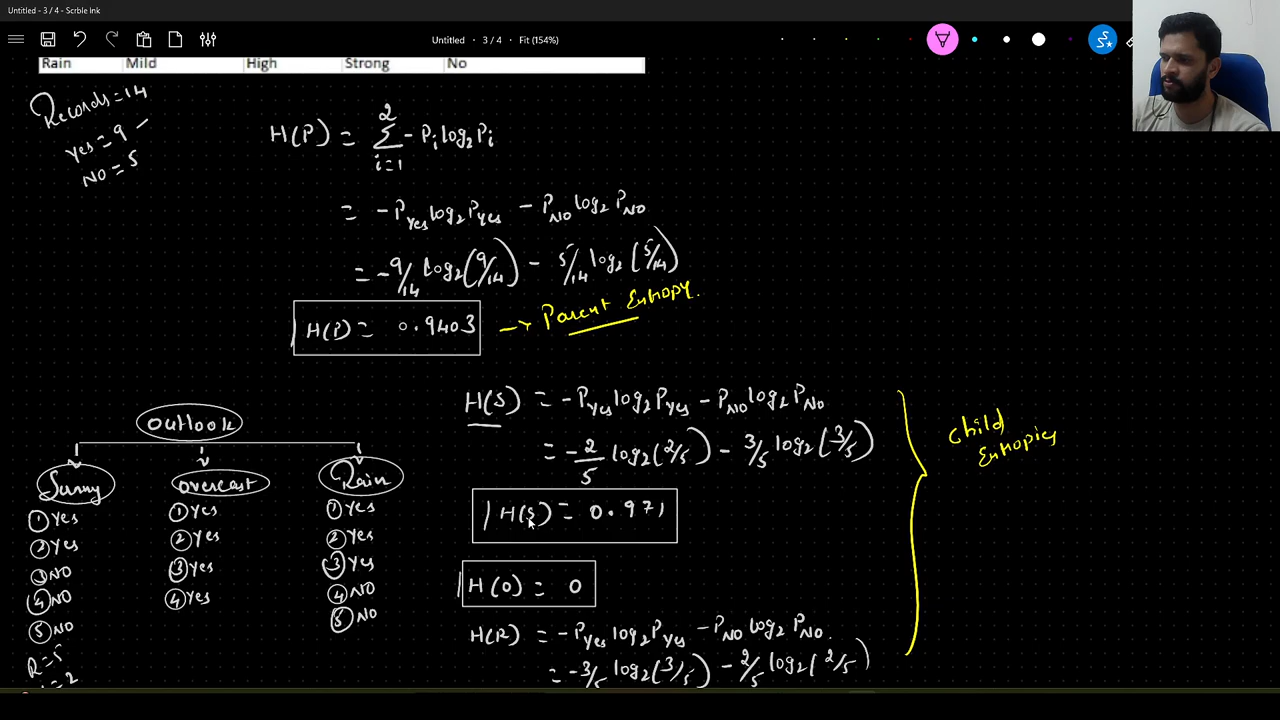 Untitled - 3 / 4 - Scrble Ink
Untitled • 3 / 4 • Fit (154%)
Rain Mild High Strong No
Records=14
Yes=9
NO=5
H(P) = 2 Σ i=1 - Pi log2 Pi
= -PYes log2 PYes - PNO log2 PNO
= -9/14 log2(9/14) - 5/14 log2(5/14)
H(P) = 0.9403 → Parent Entropy.
H(S) = -PYes log2 PYes - PNO log2 PNO
= -2/5 log2(2/5) - 3/5 log2(3/5)
H(S) = 0.971
H(O) = 0
H(R) = -PYes log2 PYes - PNO log2 PNO.
= -3/5 log2(3/5) - 2/5 log2(2/5)
Child
Entropies
Outlook
Sunny overcast Rain
① Yes ① Yes ① Yes
② Yes ② Yes ② Yes
③ NO ③ Yes ③ Yes
④ NO ④ Yes ④ NO
⑤ NO ⑤ NO
R=5
=2